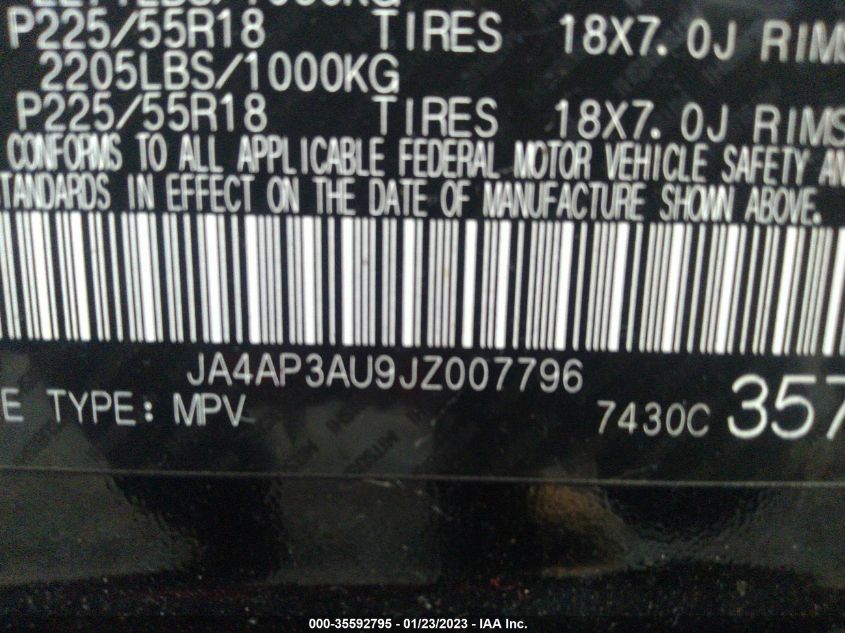 P225/55R18 TIRES 18X7.0J RIMS
2205LBS/1000KG
P225/55R18 TIRES 18X7.0J RIMS
CONFORMS TO ALL APPLICABLE FEDERAL MOTOR VEHICLE SAFETY AN
STANDARDS IN EFFECT ON THE DATE OF MANUFACTURE SHOWN ABOVE.
JA4AP3AU9JZ007796
E TYPE: MPV 7430C 357
000-35592795 - 01/23/2023 - IAA Inc.